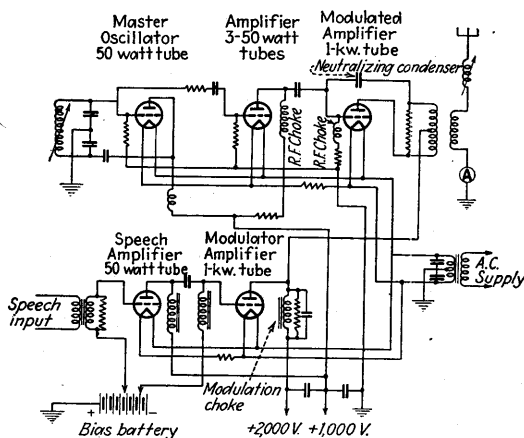 Master
Oscillator
50 watt tube
Amplifier
3-50 watt
tubes
Modulated
Amplifier
1-kw. tube
Neutralizing condenser
R.F. Choke
R.F. Choke
A
Speech
Amplifier
50 watt tube
Modulator
Amplifier
1-kw. tube
A.C.
Supply
Speech
input
Modulation
choke
+
-
Bias battery
+2,000 V.
+1,000 V.